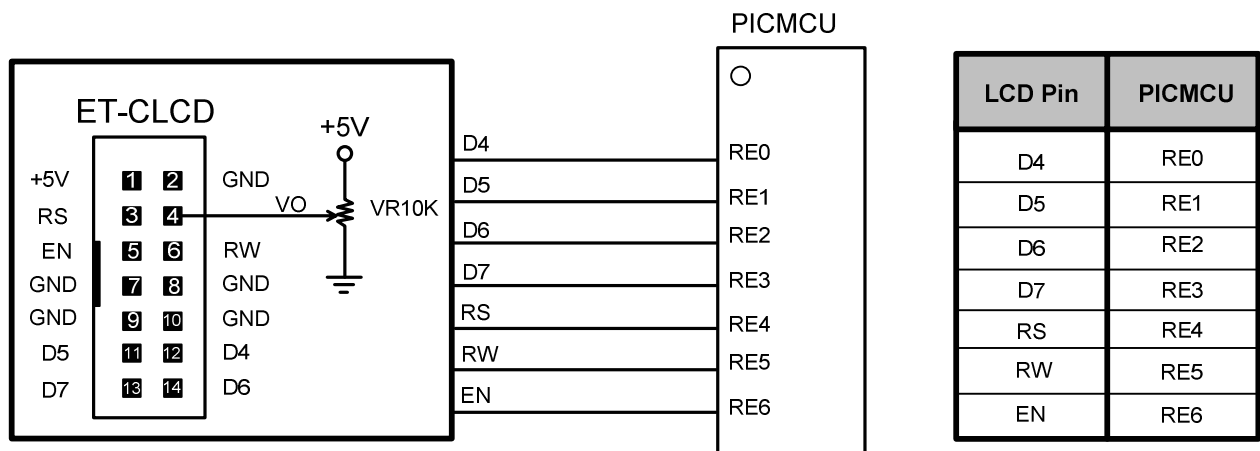 PICMCU
ET-CLCD
+5V
+5V 1 2 GND
RS 3 4 VO VR10K
EN 5 6 RW
GND 7 8 GND
GND 9 10 GND
D5 11 12 D4
D7 13 14 D6
D4 RE0
D5 RE1
D6 RE2
D7 RE3
RS RE4
RW RE5
EN RE6
LCD Pin PICMCU
D4 RE0
D5 RE1
D6 RE2
D7 RE3
RS RE4
RW RE5
EN RE6